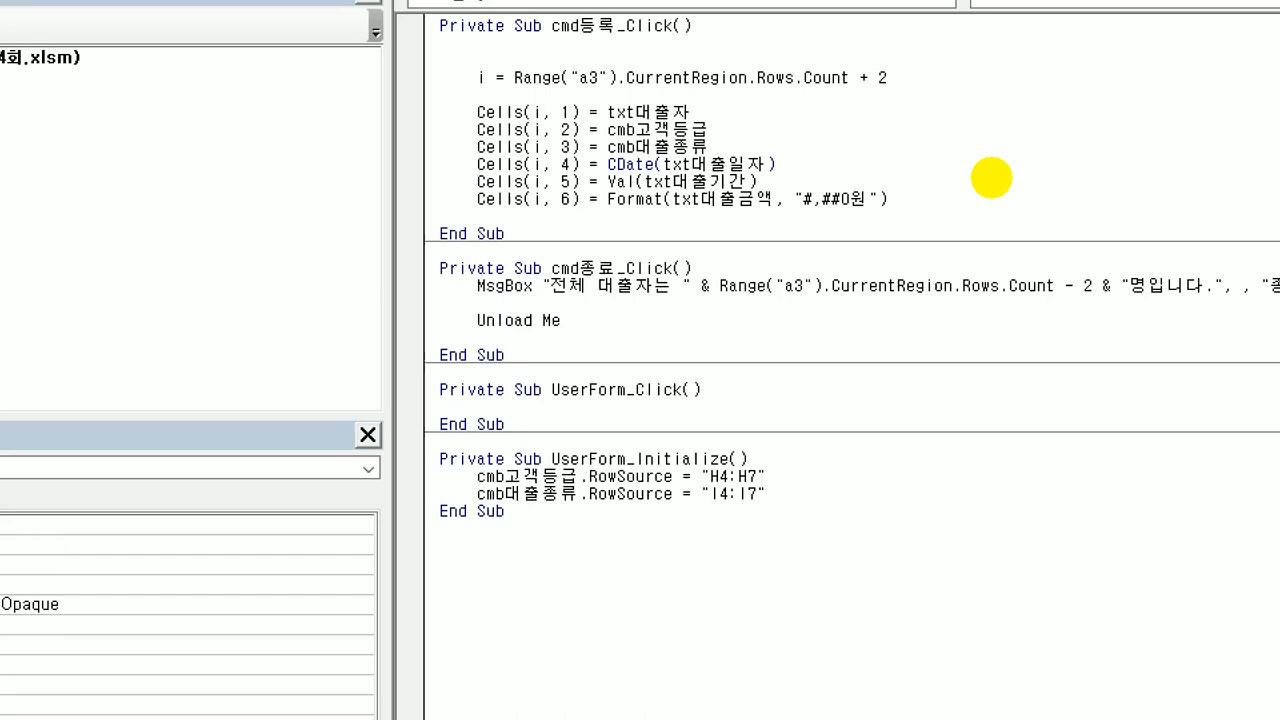 4회.xlsm)
Private Sub cmd등록_Click()
i = Range("a3").CurrentRegion.Rows.Count + 2
Cells(i, 1) = txt대출자
Cells(i, 2) = cmb고객등급
Cells(i, 3) = cmb대출종류
Cells(i, 4) = CDate(txt대출일자)
Cells(i, 5) = Val(txt대출기간)
Cells(i, 6) = Format(txt대출금액, "#,##0원")
End Sub
Private Sub cmd종료_Click()
MsgBox "전체 대출자는 " & Range("a3").CurrentRegion.Rows.Count - 2 & "명입니다.", , "종
Unload Me
End Sub
Private Sub UserForm_Click()
End Sub
Private Sub UserForm_Initialize()
cmb고객등급.RowSource = "H4:H7"
cmb대출종류.RowSource = "I4:I7"
End Sub
Opaque